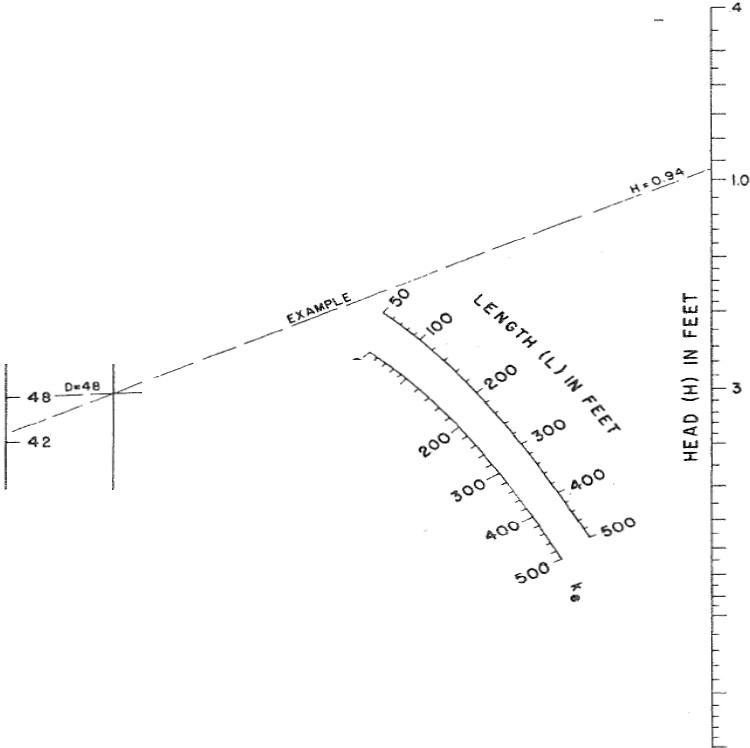 .4
H = 0.94
1.0
EXAMPLE
50
100
200
300
400
500
LENGTH (L) IN FEET
HEAD (H) IN FEET
3
D=48
48
42
200
300
400
500
Ke